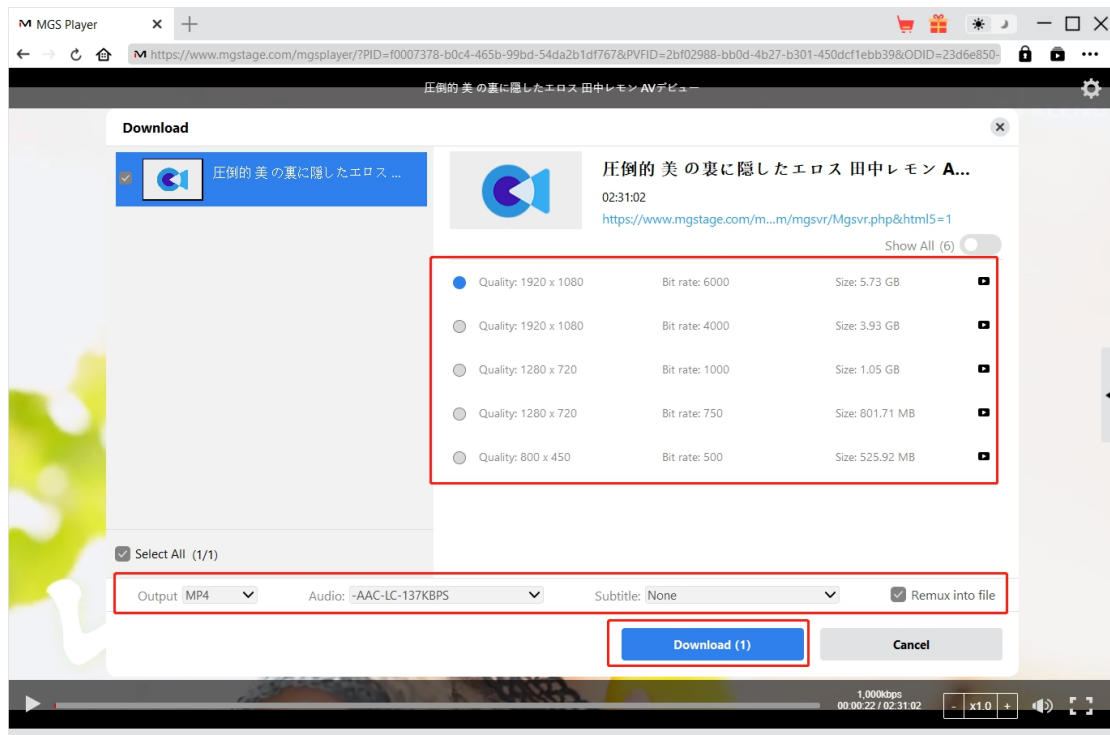 MGS Player
https://www.mgstage.com/mgsplayer/?PID=f0007378-b0c4-465b-99bd-54da2b1df767&PVFID=2bf02988-bb0d-4b27-b301-450dcf1ebb39&ODID=23d6e850-
圧倒的 美 の裏に隠したエロス 田中レモン AVデビュー
Download
圧倒的 美 の裏に隠したエロス ...
圧倒的 美 の裏に隠したエロス 田中レモン A...
02:31:02
https://www.mgstage.com/m...m/mgsvr/Mgsvr.php&html5=1
Show All (6)
Quality: 1920 x 1080 Bit rate: 6000 Size: 5.73 GB
Quality: 1920 x 1080 Bit rate: 4000 Size: 3.93 GB
Quality: 1280 x 720 Bit rate: 1000 Size: 1.05 GB
Quality: 1280 x 720 Bit rate: 750 Size: 801.71 MB
Quality: 800 x 450 Bit rate: 500 Size: 525.92 MB
Select All (1/1)
Output MP4 Audio: -AAC-LC-137KBPS Subtitle: None Remux into file
Download (1) Cancel
1,000kbps
00:00:22 / 02:31:02
- x1.0 +